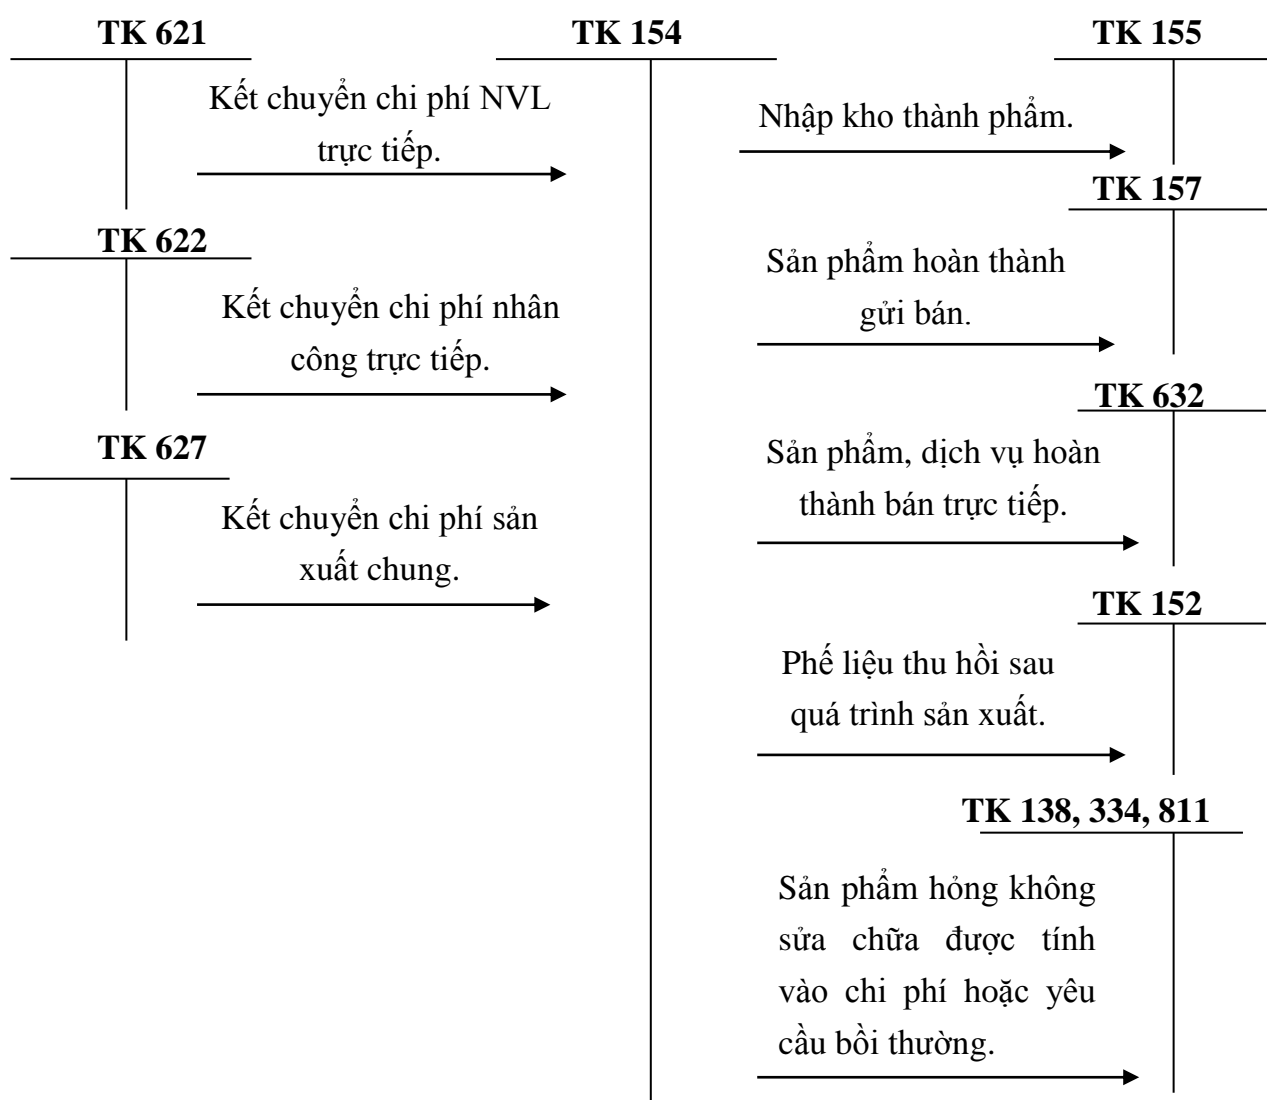 TK 621
TK 154
TK 155
Kết chuyển chi phí NVL
trực tiếp.
Nhập kho thành phẩm.
TK 157
TK 622
Sản phẩm hoàn thành
gửi bán.
Kết chuyển chi phí nhân
công trực tiếp.
TK 632
TK 627
Sản phẩm, dịch vụ hoàn
thành bán trực tiếp.
Kết chuyển chi phí sản
xuất chung.
TK 152
Phế liệu thu hồi sau
quá trình sản xuất.
TK 138, 334, 811
Sản phẩm hỏng không
sửa chữa được tính
vào chi phí hoặc yêu
cầu bồi thường.